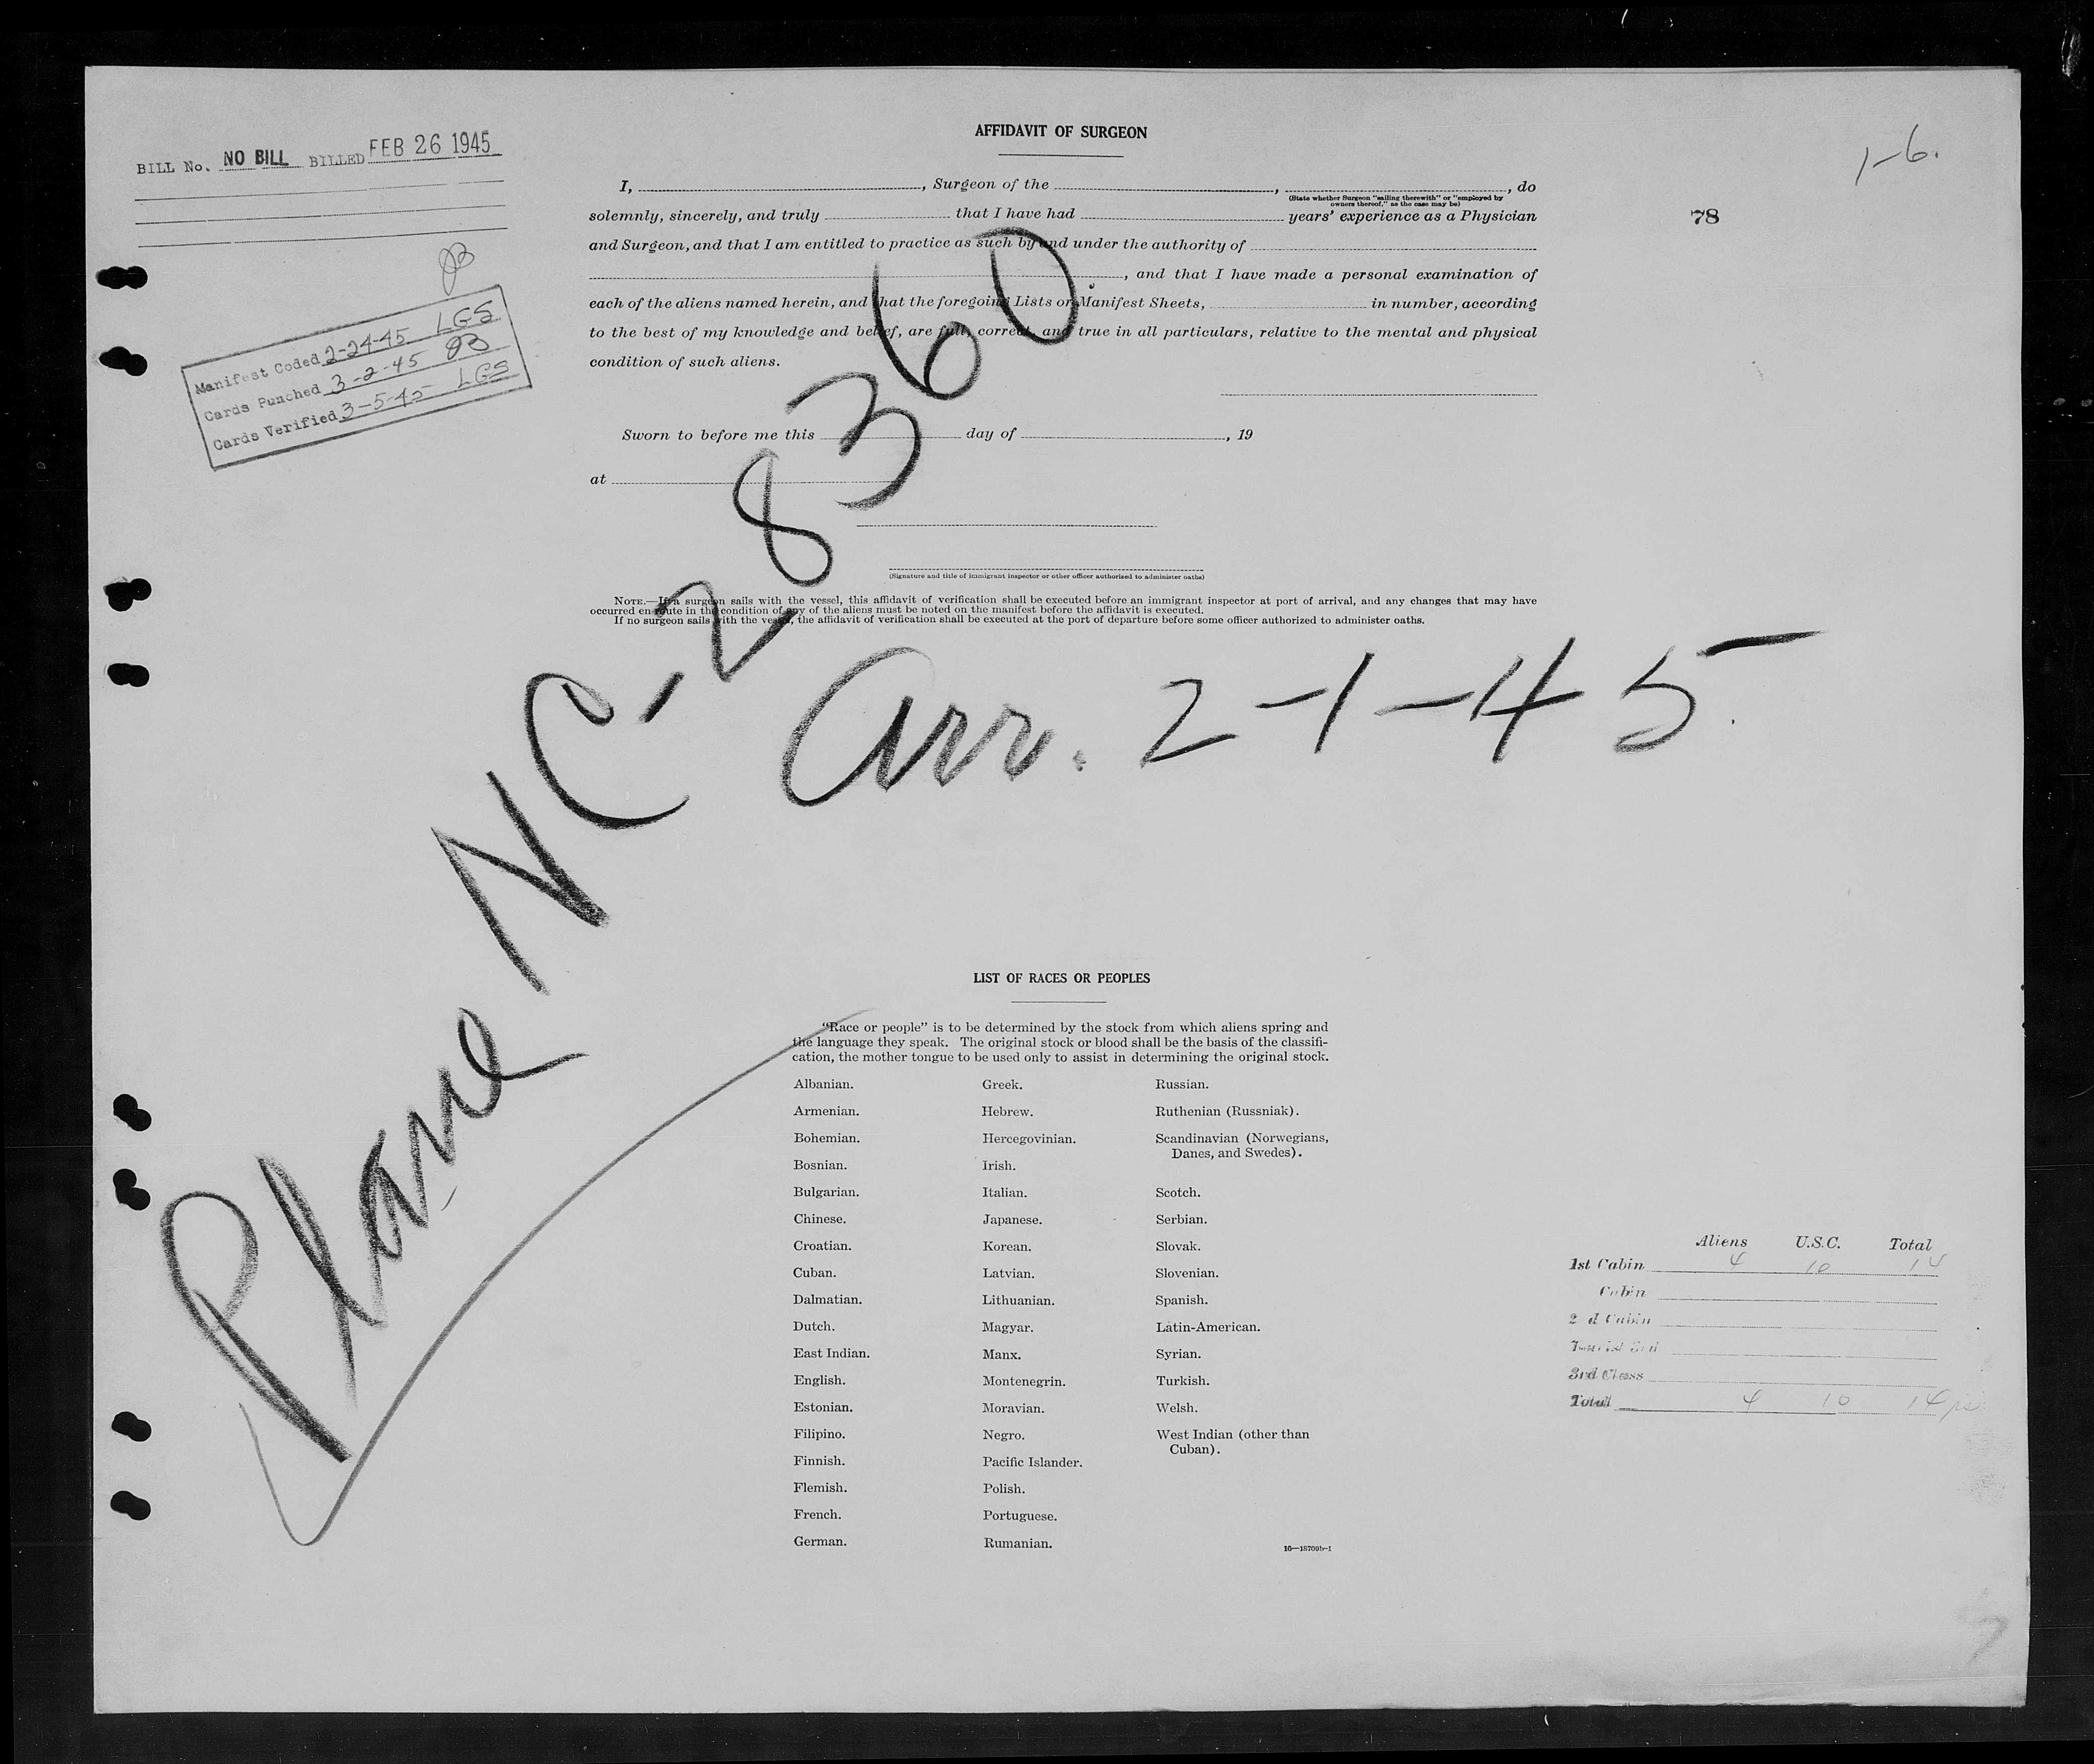 BILL No. NO BILL BILLED FEB 26 1945
1-6.
78
Manifest Coded 2-24-45 LGS
Cards Punched 3-2-45
Cards Verified 3-5-45 LGS
AFFIDAVIT OF SURGEON
I, , Surgeon of the , , do
(State whether Surgeon "sailing therewith" or "employed by
owners thereof," as the case may be)
solemnly, sincerely, and truly that I have had years' experience as a Physician
and Surgeon, and that I am entitled to practice as such by and under the authority of
, and that I have made a personal examination of
each of the aliens named herein, and that the foregoing Lists or Manifest Sheets, in number, according
to the best of my knowledge and belief, are full, correct, and true in all particulars, relative to the mental and physical
condition of such aliens.
Sworn to before me this day of , 19
at
(Signature and title of immigrant inspector or other officer authorized to administer oaths)
NOTE.—If a surgeon sails with the vessel, this affidavit of verification shall be executed before an immigrant inspector at port of arrival, and any changes that may have
occurred en route in the condition of any of the aliens must be noted on the manifest before the affidavit is executed.
If no surgeon sails with the vessel, the affidavit of verification shall be executed at the port of departure before some officer authorized to administer oaths.
Plane NC-28360.
Arr. 2-1-45
LIST OF RACES OR PEOPLES
"Race or people" is to be determined by the stock from which aliens spring and
the language they speak. The original stock or blood shall be the basis of the classifi-
cation, the mother tongue to be used only to assist in determining the original stock.
Albanian.
Armenian.
Bohemian.
Bosnian.
Bulgarian.
Chinese.
Croatian.
Cuban.
Dalmatian.
Dutch.
East Indian.
English.
Estonian.
Filipino.
Finnish.
Flemish.
French.
German.
Greek.
Hebrew.
Hercegovinian.
Irish.
Italian.
Japanese.
Korean.
Latvian.
Lithuanian.
Magyar.
Manx.
Montenegrin.
Moravian.
Negro.
Pacific Islander.
Polish.
Portuguese.
Rumanian.
Russian.
Ruthenian (Russniak).
Scandinavian (Norwegians,
Danes, and Swedes).
Scotch.
Serbian.
Slovak.
Slovenian.
Spanish.
Latin-American.
Syrian.
Turkish.
Welsh.
West Indian (other than
Cuban).
16—18709b-1
Aliens U.S.C. Total
1st Cabin 4 10 14
Cabin
2d Cabin
Tourist 3rd
3rd Class
Total 4 10 14